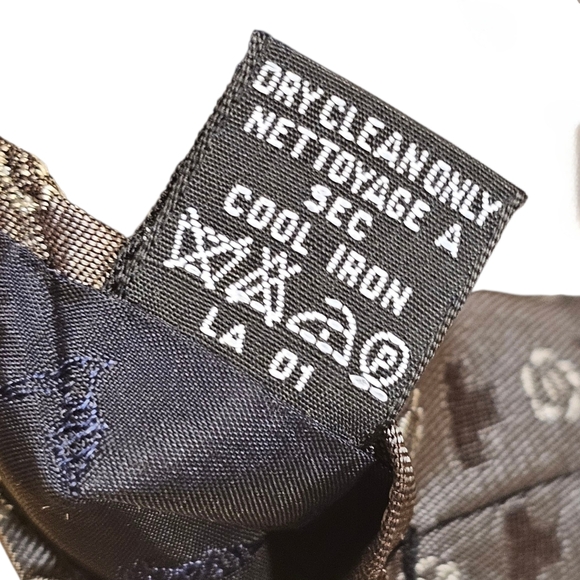 DRY CLEAN ONLY
NETTOYAGE A
SEC
COOL IRON
P
LA 01